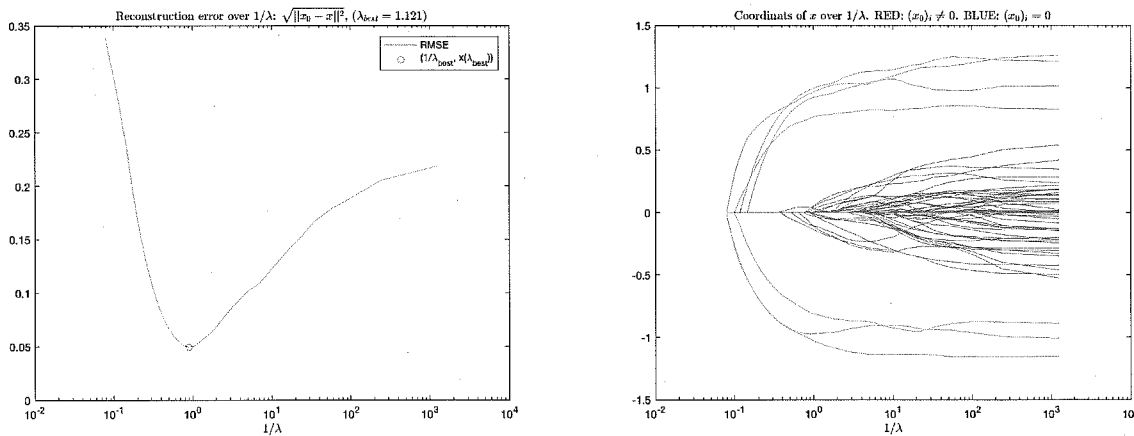 Reconstruction error over 1/λ: √||x₀ − x||², (λ_best = 1.121)
0.35
0.3
0.25
0.2
0.15
0.1
0.05
0
RMSE
(1/λ_best, x(λ_best))
10⁻² 10⁻¹ 10⁰ 10¹ 10² 10³ 10⁴
1/λ
Coordinats of x over 1/λ. RED: (x₀)ᵢ ≠ 0. BLUE: (x₀)ᵢ = 0
1.5
1
0.5
0
-0.5
-1
-1.5
10⁻² 10⁻¹ 10⁰ 10¹ 10² 10³ 10⁴
1/λ